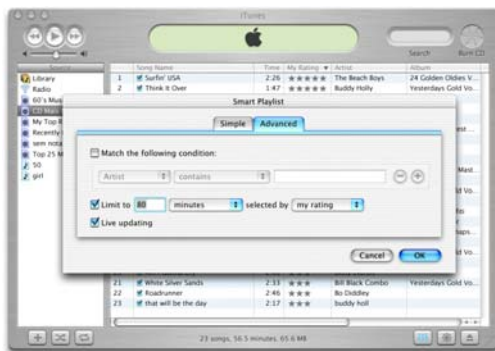 iTunes
Search
Burn CD
Source
Song Name Time My Rating Artist Album
Library
1 Surfin' USA 2:26 The Beach Boys 24 Golden Oldies V...
Radio
2 Think It Over 1:47 Buddy Holly Yesterdays Gold Vo...
60's Mus
Smart Playlist
CD Mari
My Top R
Simple Advanced
Recently
sem nota
Top 25 M
Match the following condition:
50
girl
Artist contains
Limit to 80 minutes selected by my rating
Live updating
Cancel OK
21 White Silver Sands 2:33 Bill Black Combo Yesterdays Gold Vo...
22 Roadrunner 2:46 Bo Diddley
23 that will be the day 2:17 buddy holl
23 songs, 56.5 minutes, 65.6 MB